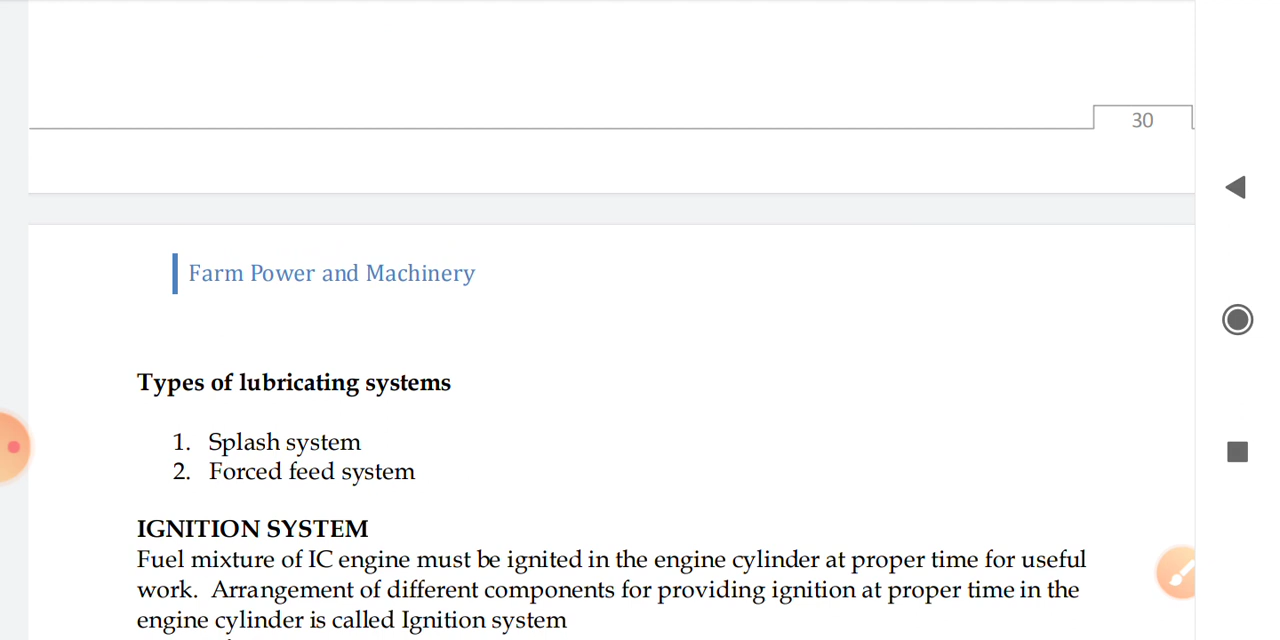 30
Farm Power and Machinery
Types of lubricating systems
1. Splash system
2. Forced feed system
IGNITION SYSTEM
Fuel mixture of IC engine must be ignited in the engine cylinder at proper time for useful
work. Arrangement of different components for providing ignition at proper time in the
engine cylinder is called Ignition system